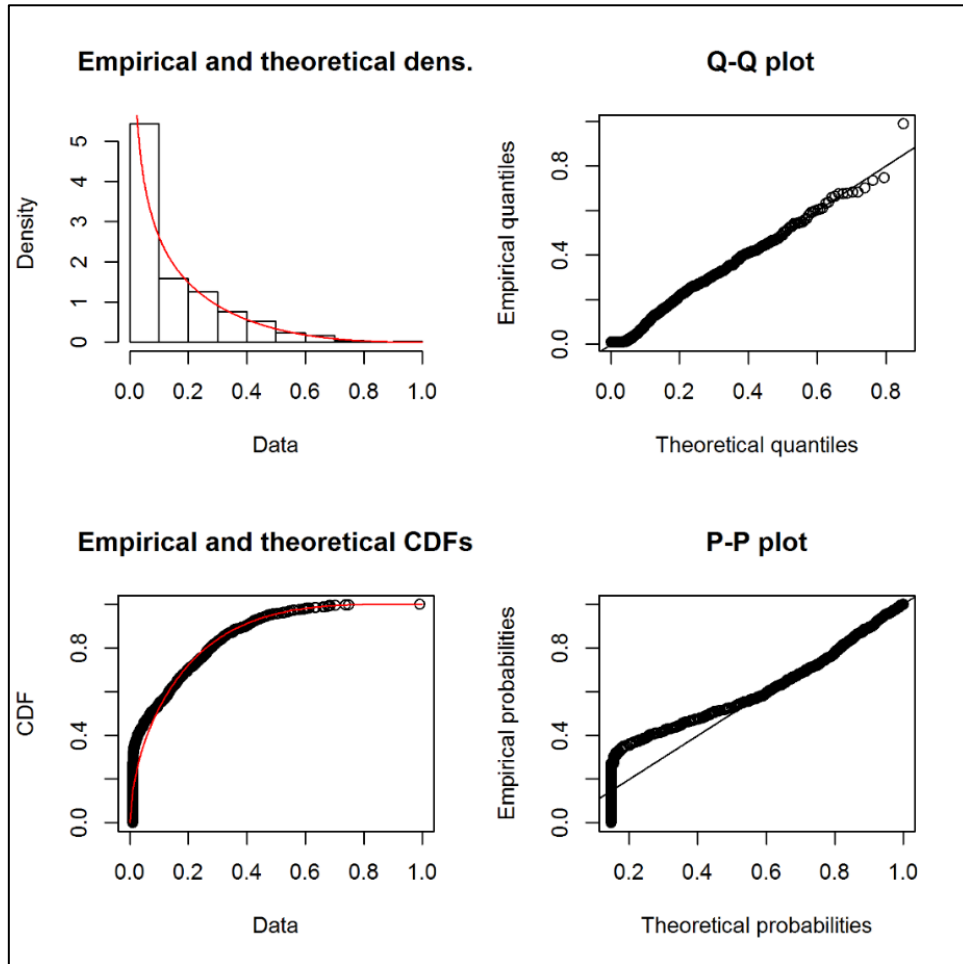 Empirical and theoretical dens.
Density
0 1 2 3 4 5
0.0 0.2 0.4 0.6 0.8 1.0
Data
Q-Q plot
Empirical quantiles
0.0 0.4 0.8
0.0 0.2 0.4 0.6 0.8
Theoretical quantiles
Empirical and theoretical CDFs
CDF
0.0 0.4 0.8
0.0 0.2 0.4 0.6 0.8 1.0
Data
P-P plot
Empirical probabilities
0.0 0.4 0.8
0.2 0.4 0.6 0.8 1.0
Theoretical probabilities